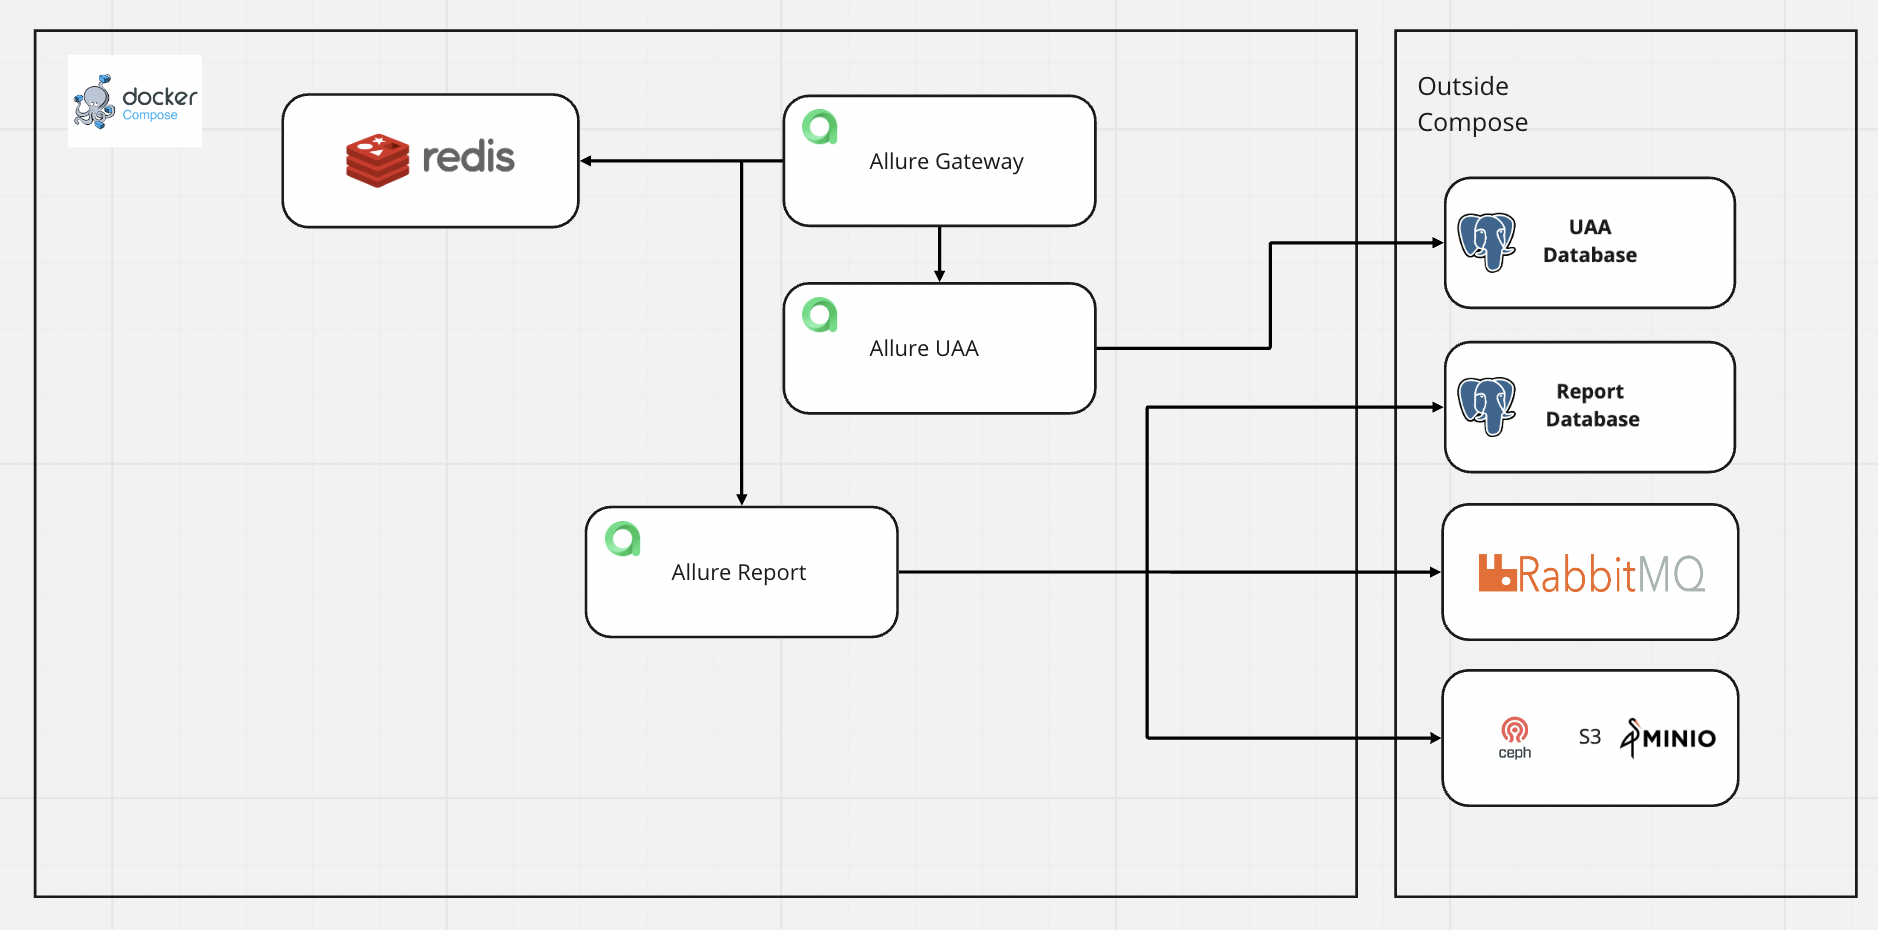 docker
Compose
redis
Allure Gateway
Allure UAA
Allure Report
Outside
Compose
UAA
Database
Report
Database
RabbitMQ
ceph
S3
MINIO